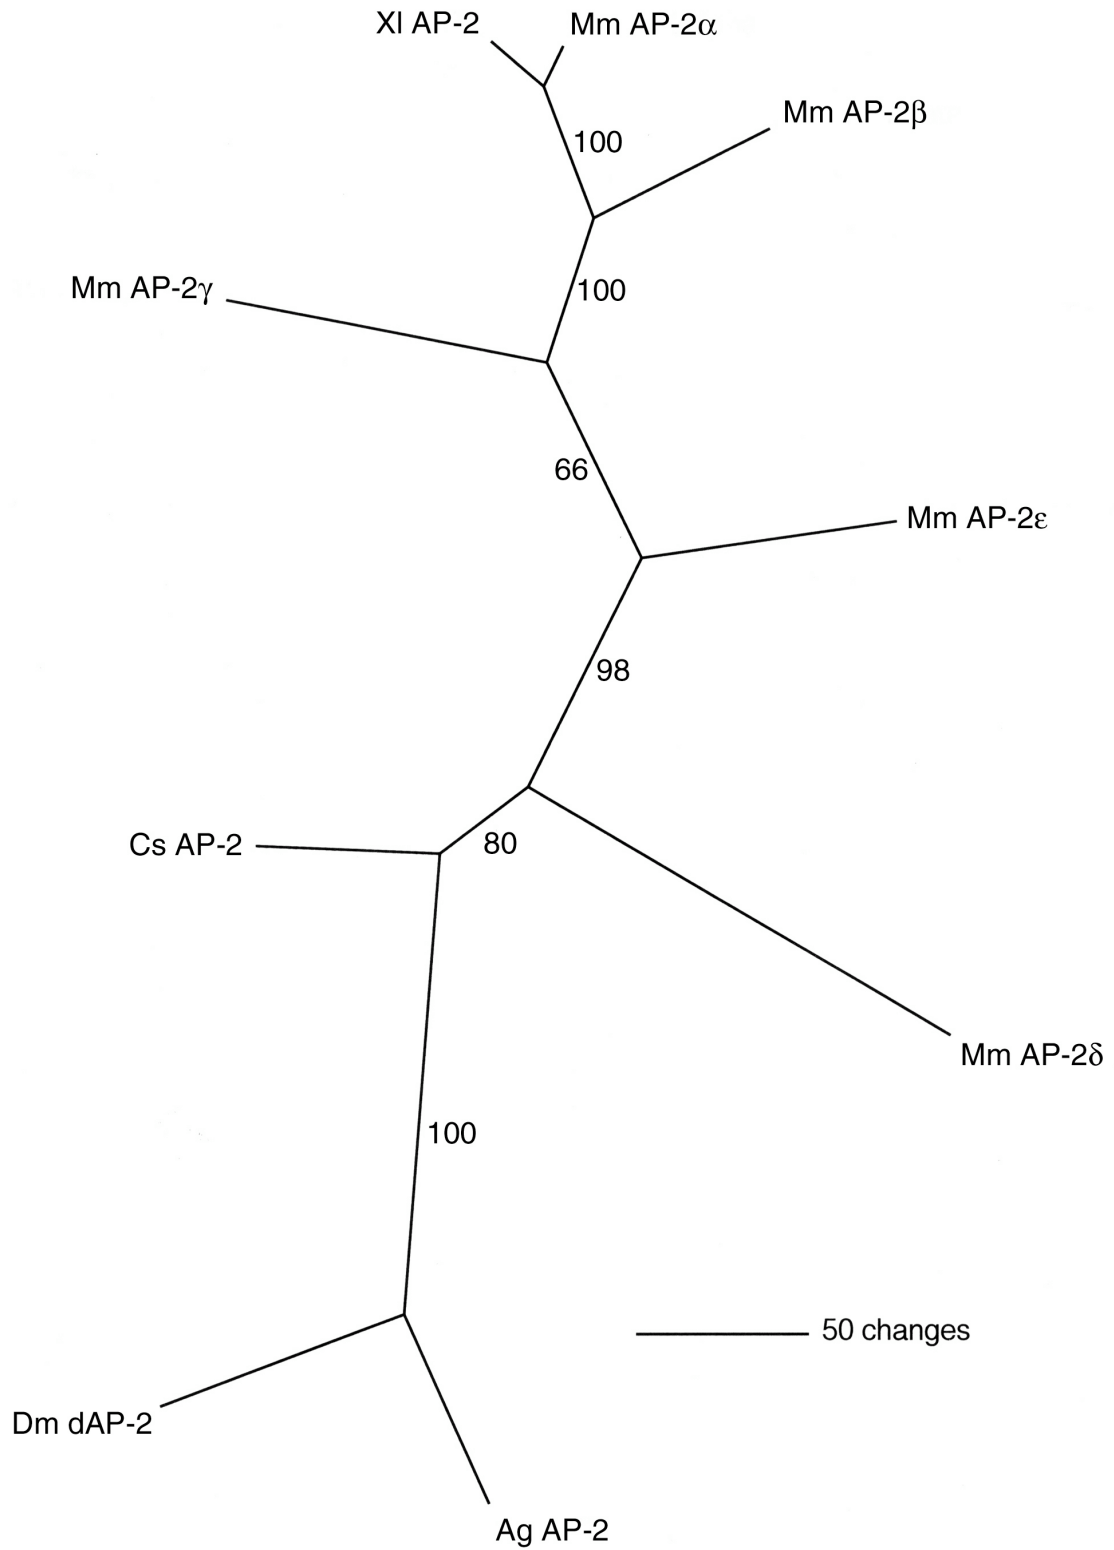 Xl AP-2
Mm AP-2α
Mm AP-2β
100
Mm AP-2γ
100
66
Mm AP-2ε
98
Cs AP-2
80
Mm AP-2δ
100
50 changes
Dm dAP-2
Ag AP-2